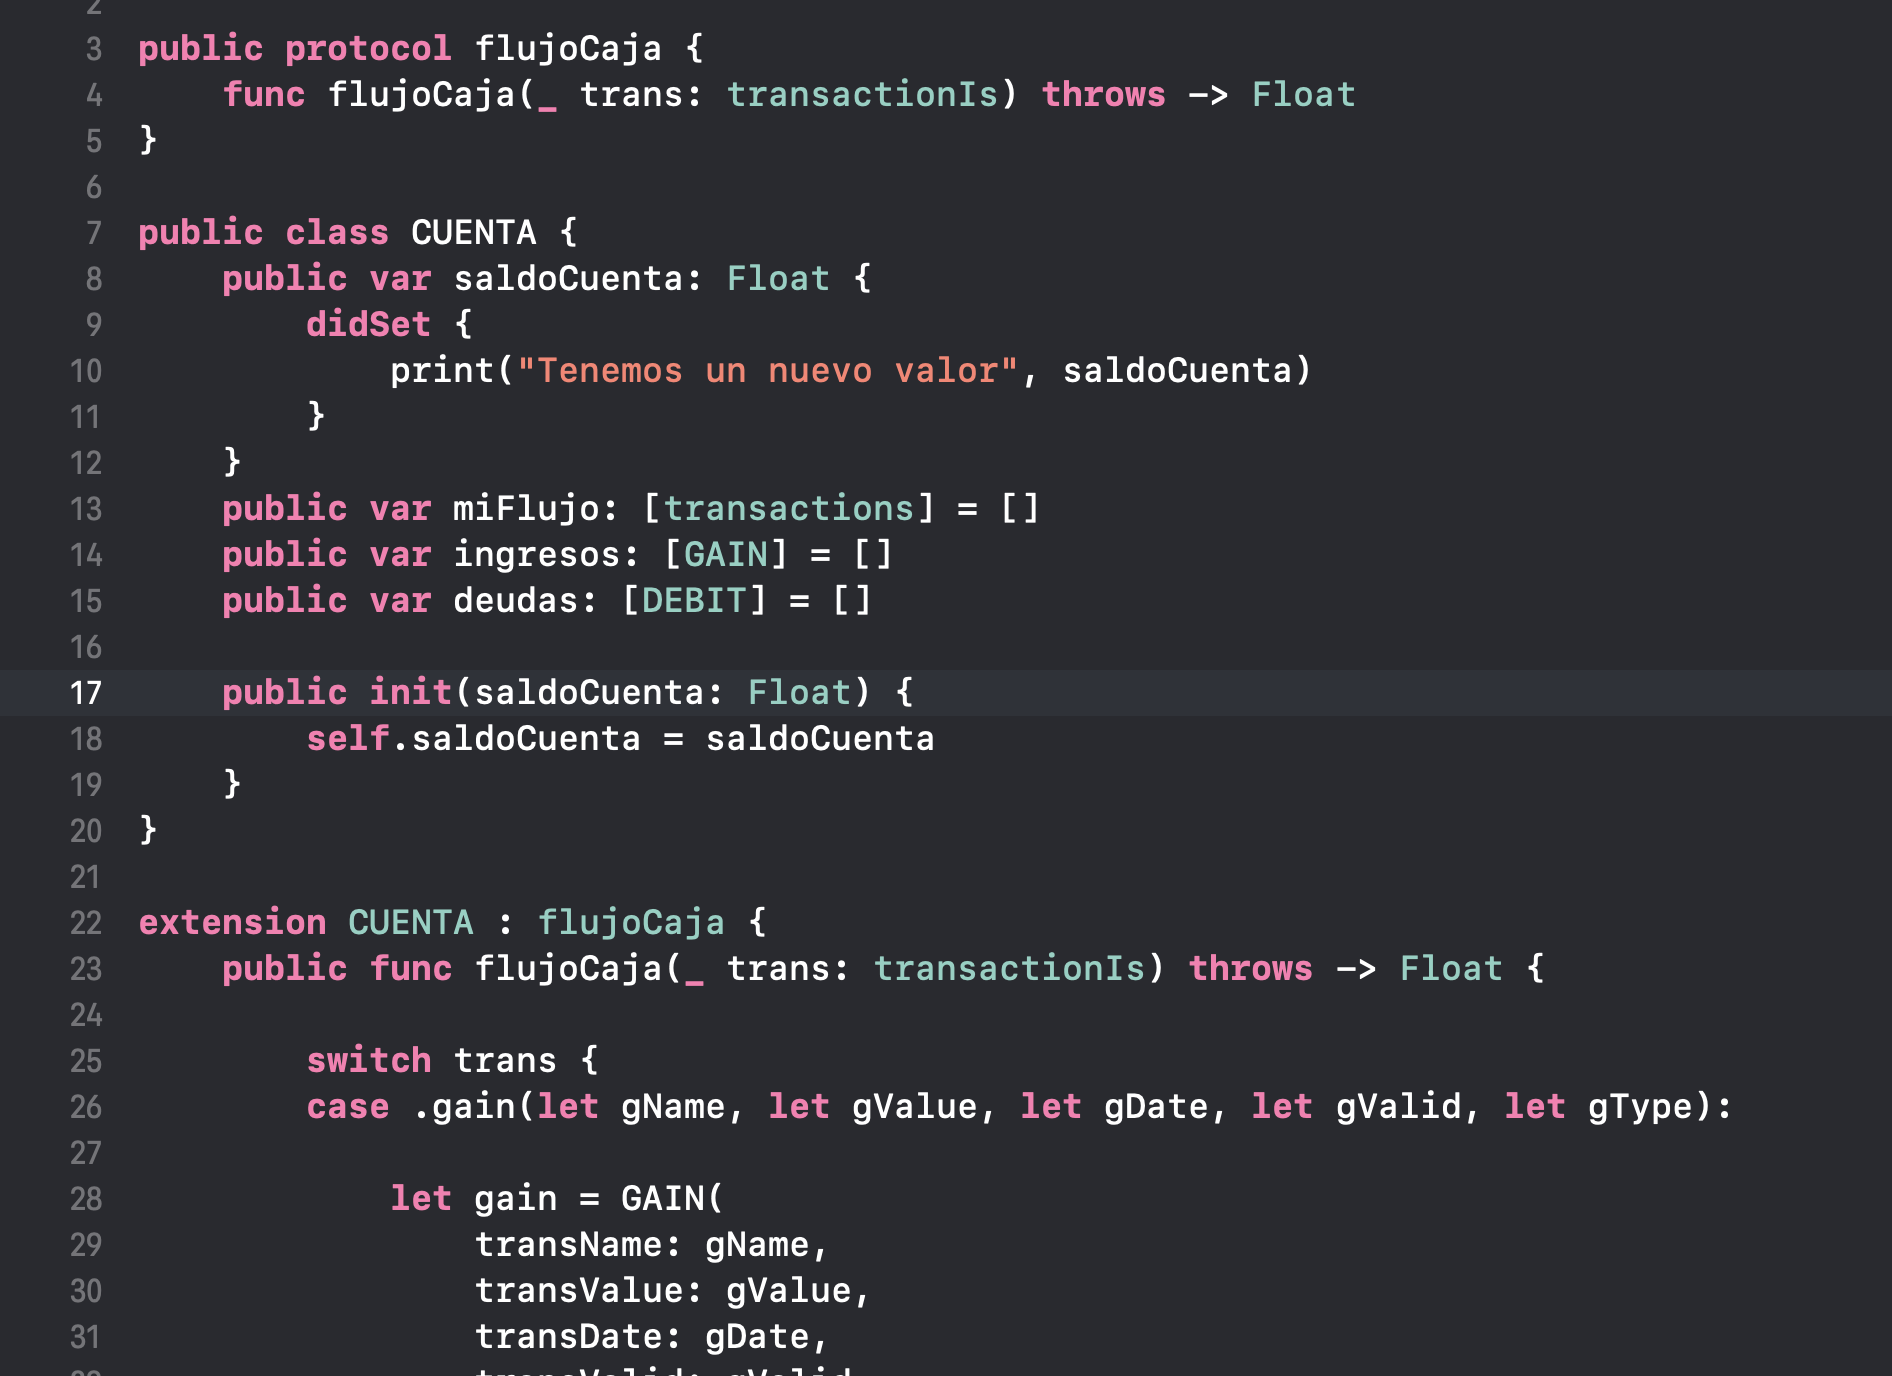 2
3 public protocol flujoCaja {
4 func flujoCaja(_ trans: transactionIs) throws -> Float
5 }
6
7 public class CUENTA {
8 public var saldoCuenta: Float {
9 didSet {
10 print("Tenemos un nuevo valor", saldoCuenta)
11 }
12 }
13 public var miFlujo: [transactions] = []
14 public var ingresos: [GAIN] = []
15 public var deudas: [DEBIT] = []
16
17 public init(saldoCuenta: Float) {
18 self.saldoCuenta = saldoCuenta
19 }
20 }
21
22 extension CUENTA : flujoCaja {
23 public func flujoCaja(_ trans: transactionIs) throws -> Float {
24
25 switch trans {
26 case .gain(let gName, let gValue, let gDate, let gValid, let gType):
27
28 let gain = GAIN(
29 transName: gName,
30 transValue: gValue,
31 transDate: gDate,
32 transValid: gValid